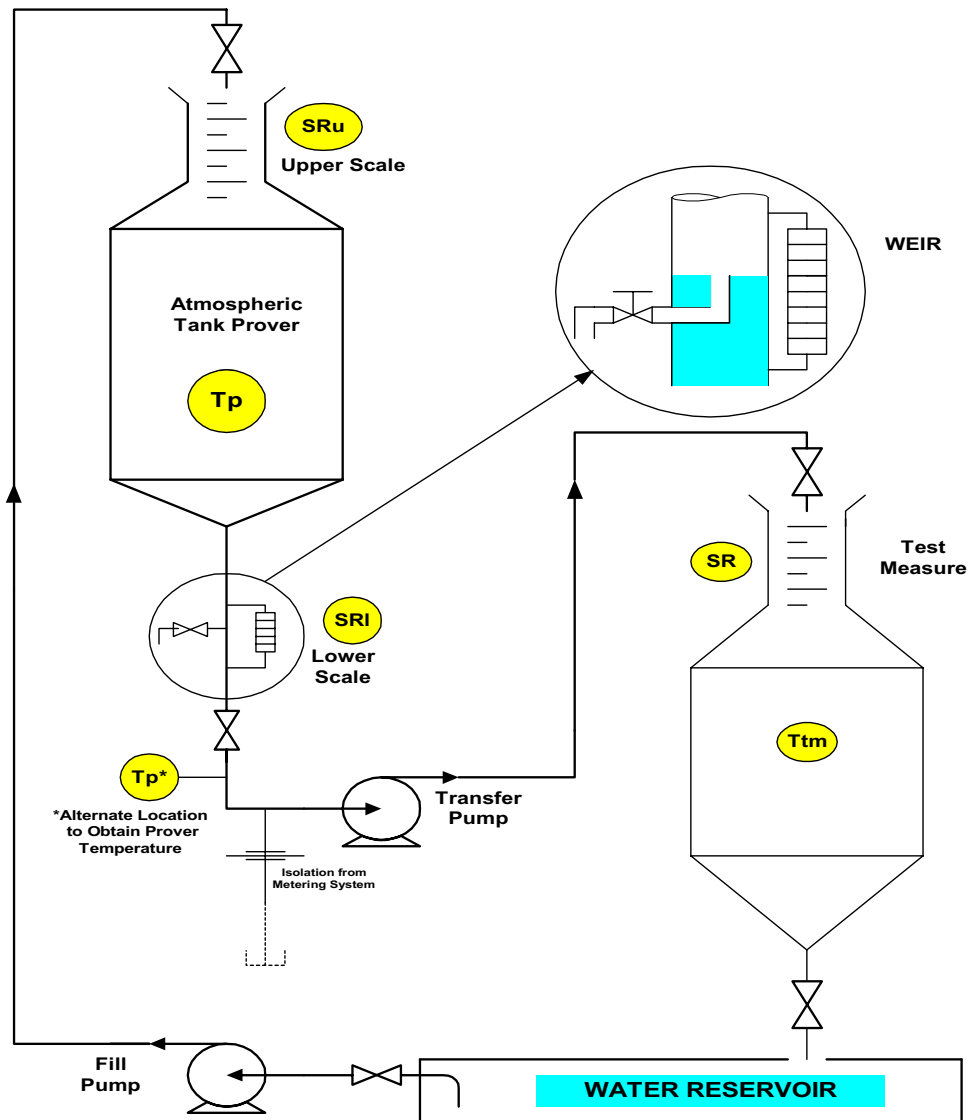 SRu
Upper Scale
WEIR
Atmospheric
Tank Prover
Tp
SR
Test
Measure
SRl
Lower
Scale
Ttm
Tp*
*Alternate Location
to Obtain Prover
Temperature
Transfer
Pump
Isolation from
Metering System
Fill
Pump
WATER RESERVOIR